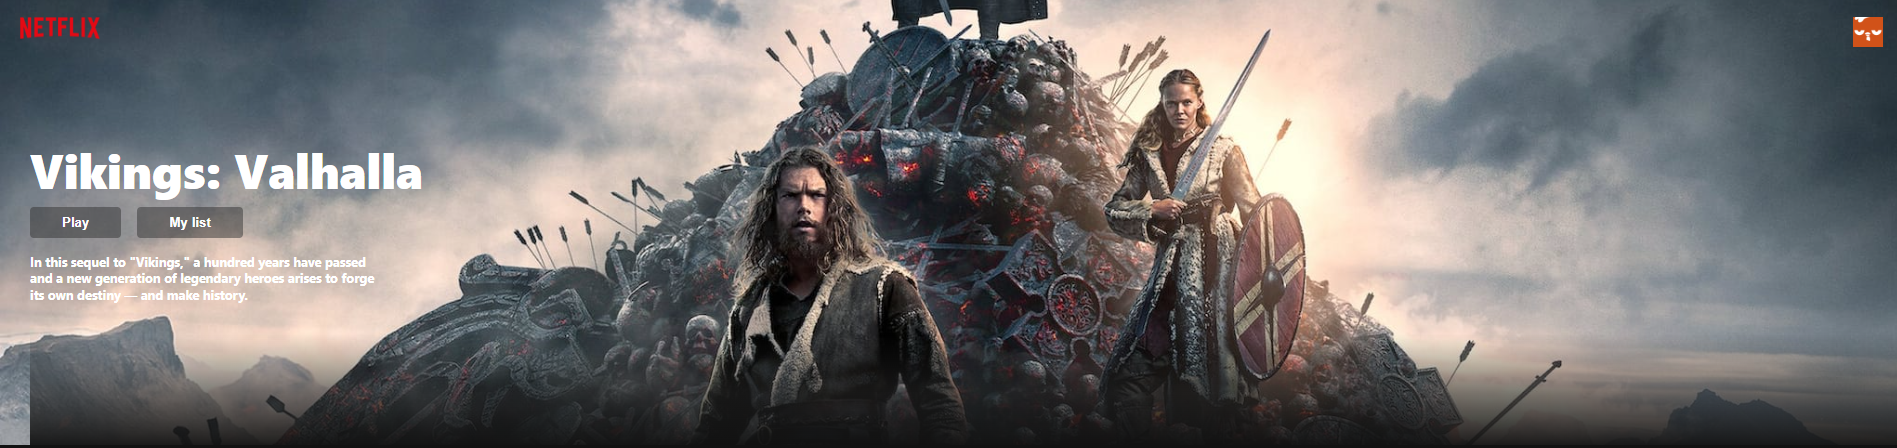 NETFLIX
Vikings: Valhalla
Play
My list
In this sequel to "Vikings," a hundred years have passed
and a new generation of legendary heroes arises to forge
its own destiny — and make history.